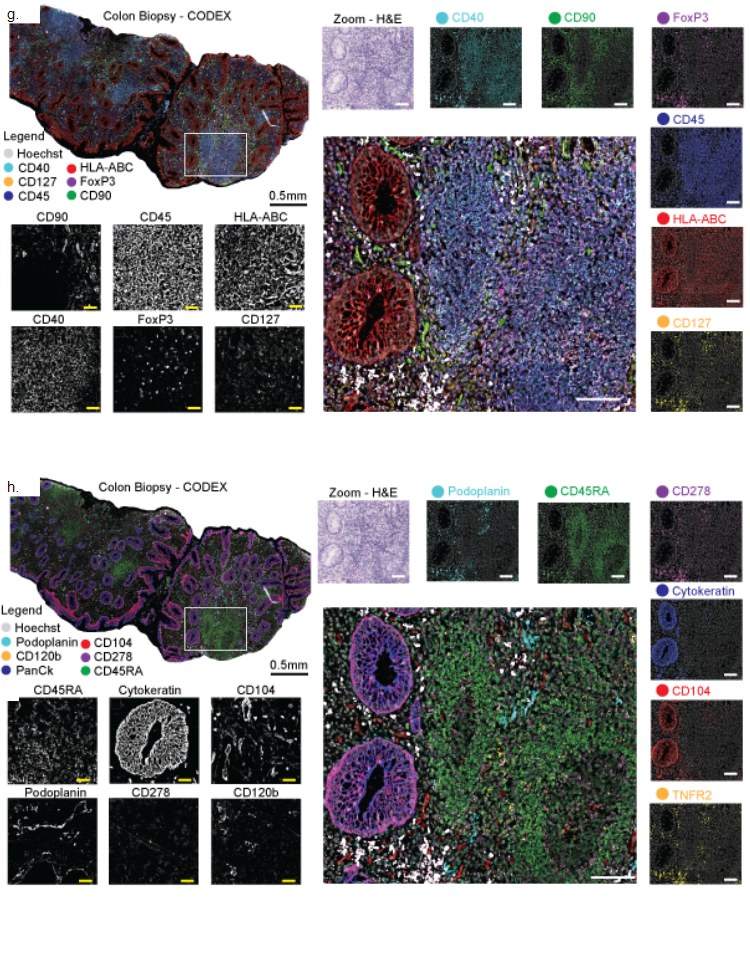 g.
Colon Biopsy - CODEX
Legend
Hoechst
CD40 HLA-ABC
CD127 FoxP3
CD45 CD90
0.5mm
CD90 CD45 HLA-ABC
CD40 FoxP3 CD127
Zoom - H&E CD40 CD90 FoxP3
CD45
HLA-ABC
CD127
h.
Colon Biopsy - CODEX
Legend
Hoechst
Podoplanin CD104
CD120b CD278
PanCk CD45RA
0.5mm
CD45RA Cytokeratin CD104
Podoplanin CD278 CD120b
Zoom - H&E Podoplanin CD45RA CD278
Cytokeratin
CD104
TNFR2